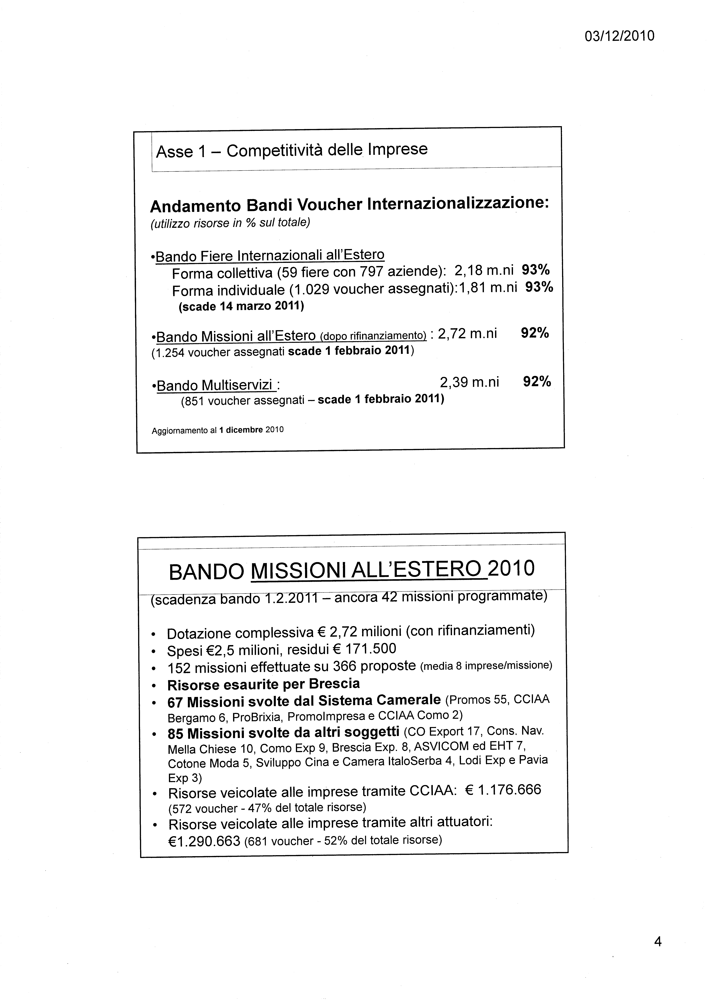 03/12/2010
Asse 1 – Competitività delle Imprese
Andamento Bandi Voucher Internazionalizzazione:
(utilizzo risorse in % sul totale)
•Bando Fiere Internazionali all'Estero
Forma collettiva (59 fiere con 797 aziende): 2,18 m.ni 93%
Forma individuale (1.029 voucher assegnati):1,81 m.ni 93%
(scade 14 marzo 2011)
•Bando Missioni all'Estero (dopo rifinanziamento) : 2,72 m.ni 92%
(1.254 voucher assegnati scade 1 febbraio 2011)
•Bando Multiservizi : 2,39 m.ni 92%
(851 voucher assegnati – scade 1 febbraio 2011)
Aggiornamento al 1 dicembre 2010
BANDO MISSIONI ALL'ESTERO 2010
(scadenza bando 1.2.2011 – ancora 42 missioni programmate)
• Dotazione complessiva € 2,72 milioni (con rifinanziamenti)
• Spesi €2,5 milioni, residui € 171.500
• 152 missioni effettuate su 366 proposte (media 8 imprese/missione)
• Risorse esaurite per Brescia
• 67 Missioni svolte dal Sistema Camerale (Promos 55, CCIAA
Bergamo 6, ProBrixia, PromoImpresa e CCIAA Como 2)
• 85 Missioni svolte da altri soggetti (CO Export 17, Cons. Nav.
Mella Chiese 10, Como Exp 9, Brescia Exp. 8, ASVICOM ed EHT 7,
Cotone Moda 5, Sviluppo Cina e Camera ItaloSerba 4, Lodi Exp e Pavia
Exp 3)
• Risorse veicolate alle imprese tramite CCIAA: € 1.176.666
(572 voucher - 47% del totale risorse)
• Risorse veicolate alle imprese tramite altri attuatori:
€1.290.663 (681 voucher - 52% del totale risorse)
4